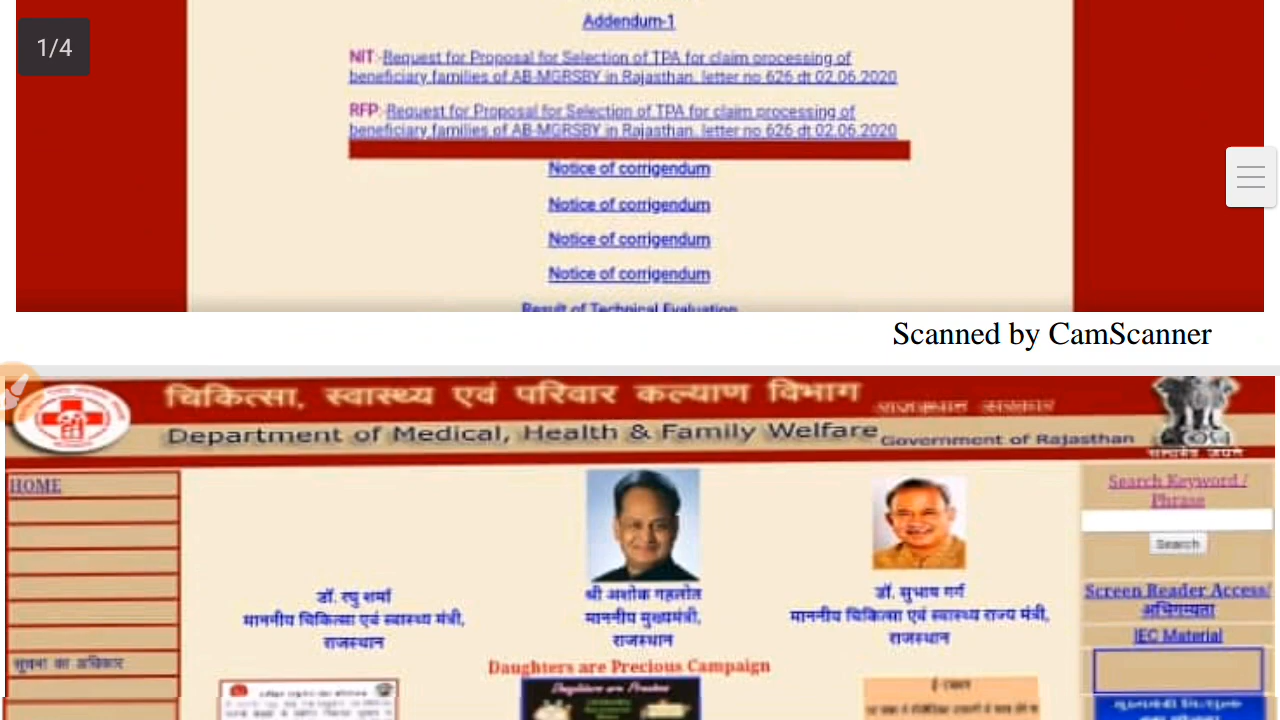 1/4
Addendum-1
NIT:-Request for Proposal for Selection of TPA for claim processing of
beneficiary families of AB-MGRSBY in Rajasthan. letter no 626 dt 02.06.2020
RFP:-Request for Proposal for Selection of TPA for claim processing of
beneficiary families of AB-MGRSBY in Rajasthan. letter no 626 dt 02.06.2020
Notice of corrigendum
Notice of corrigendum
Notice of corrigendum
Notice of corrigendum
Result of Technical Evaluation
Scanned by CamScanner
चिकित्सा, स्वास्थ्य एवं परिवार कल्याण विभाग राजस्थान सरकार
Department of Medical, Health & Family Welfare Government of Rajasthan
सत्यमेव जयते
HOME
सूचना का अधिकार
डॉ. रघु शर्मा
माननीय चिकित्सा एवं स्वास्थ्य मंत्री,
राजस्थान
श्री अशोक गहलोत
माननीय मुख्यमंत्री,
राजस्थान
डॉ. सुभाष गर्ग
माननीय चिकित्सा एवं स्वास्थ्य राज्य मंत्री,
राजस्थान
Daughters are Precious Campaign
Daughters are Precious
Search Keyword /
Phrase
Search
Screen Reader Access/
अभिगम्यता
IEC Material